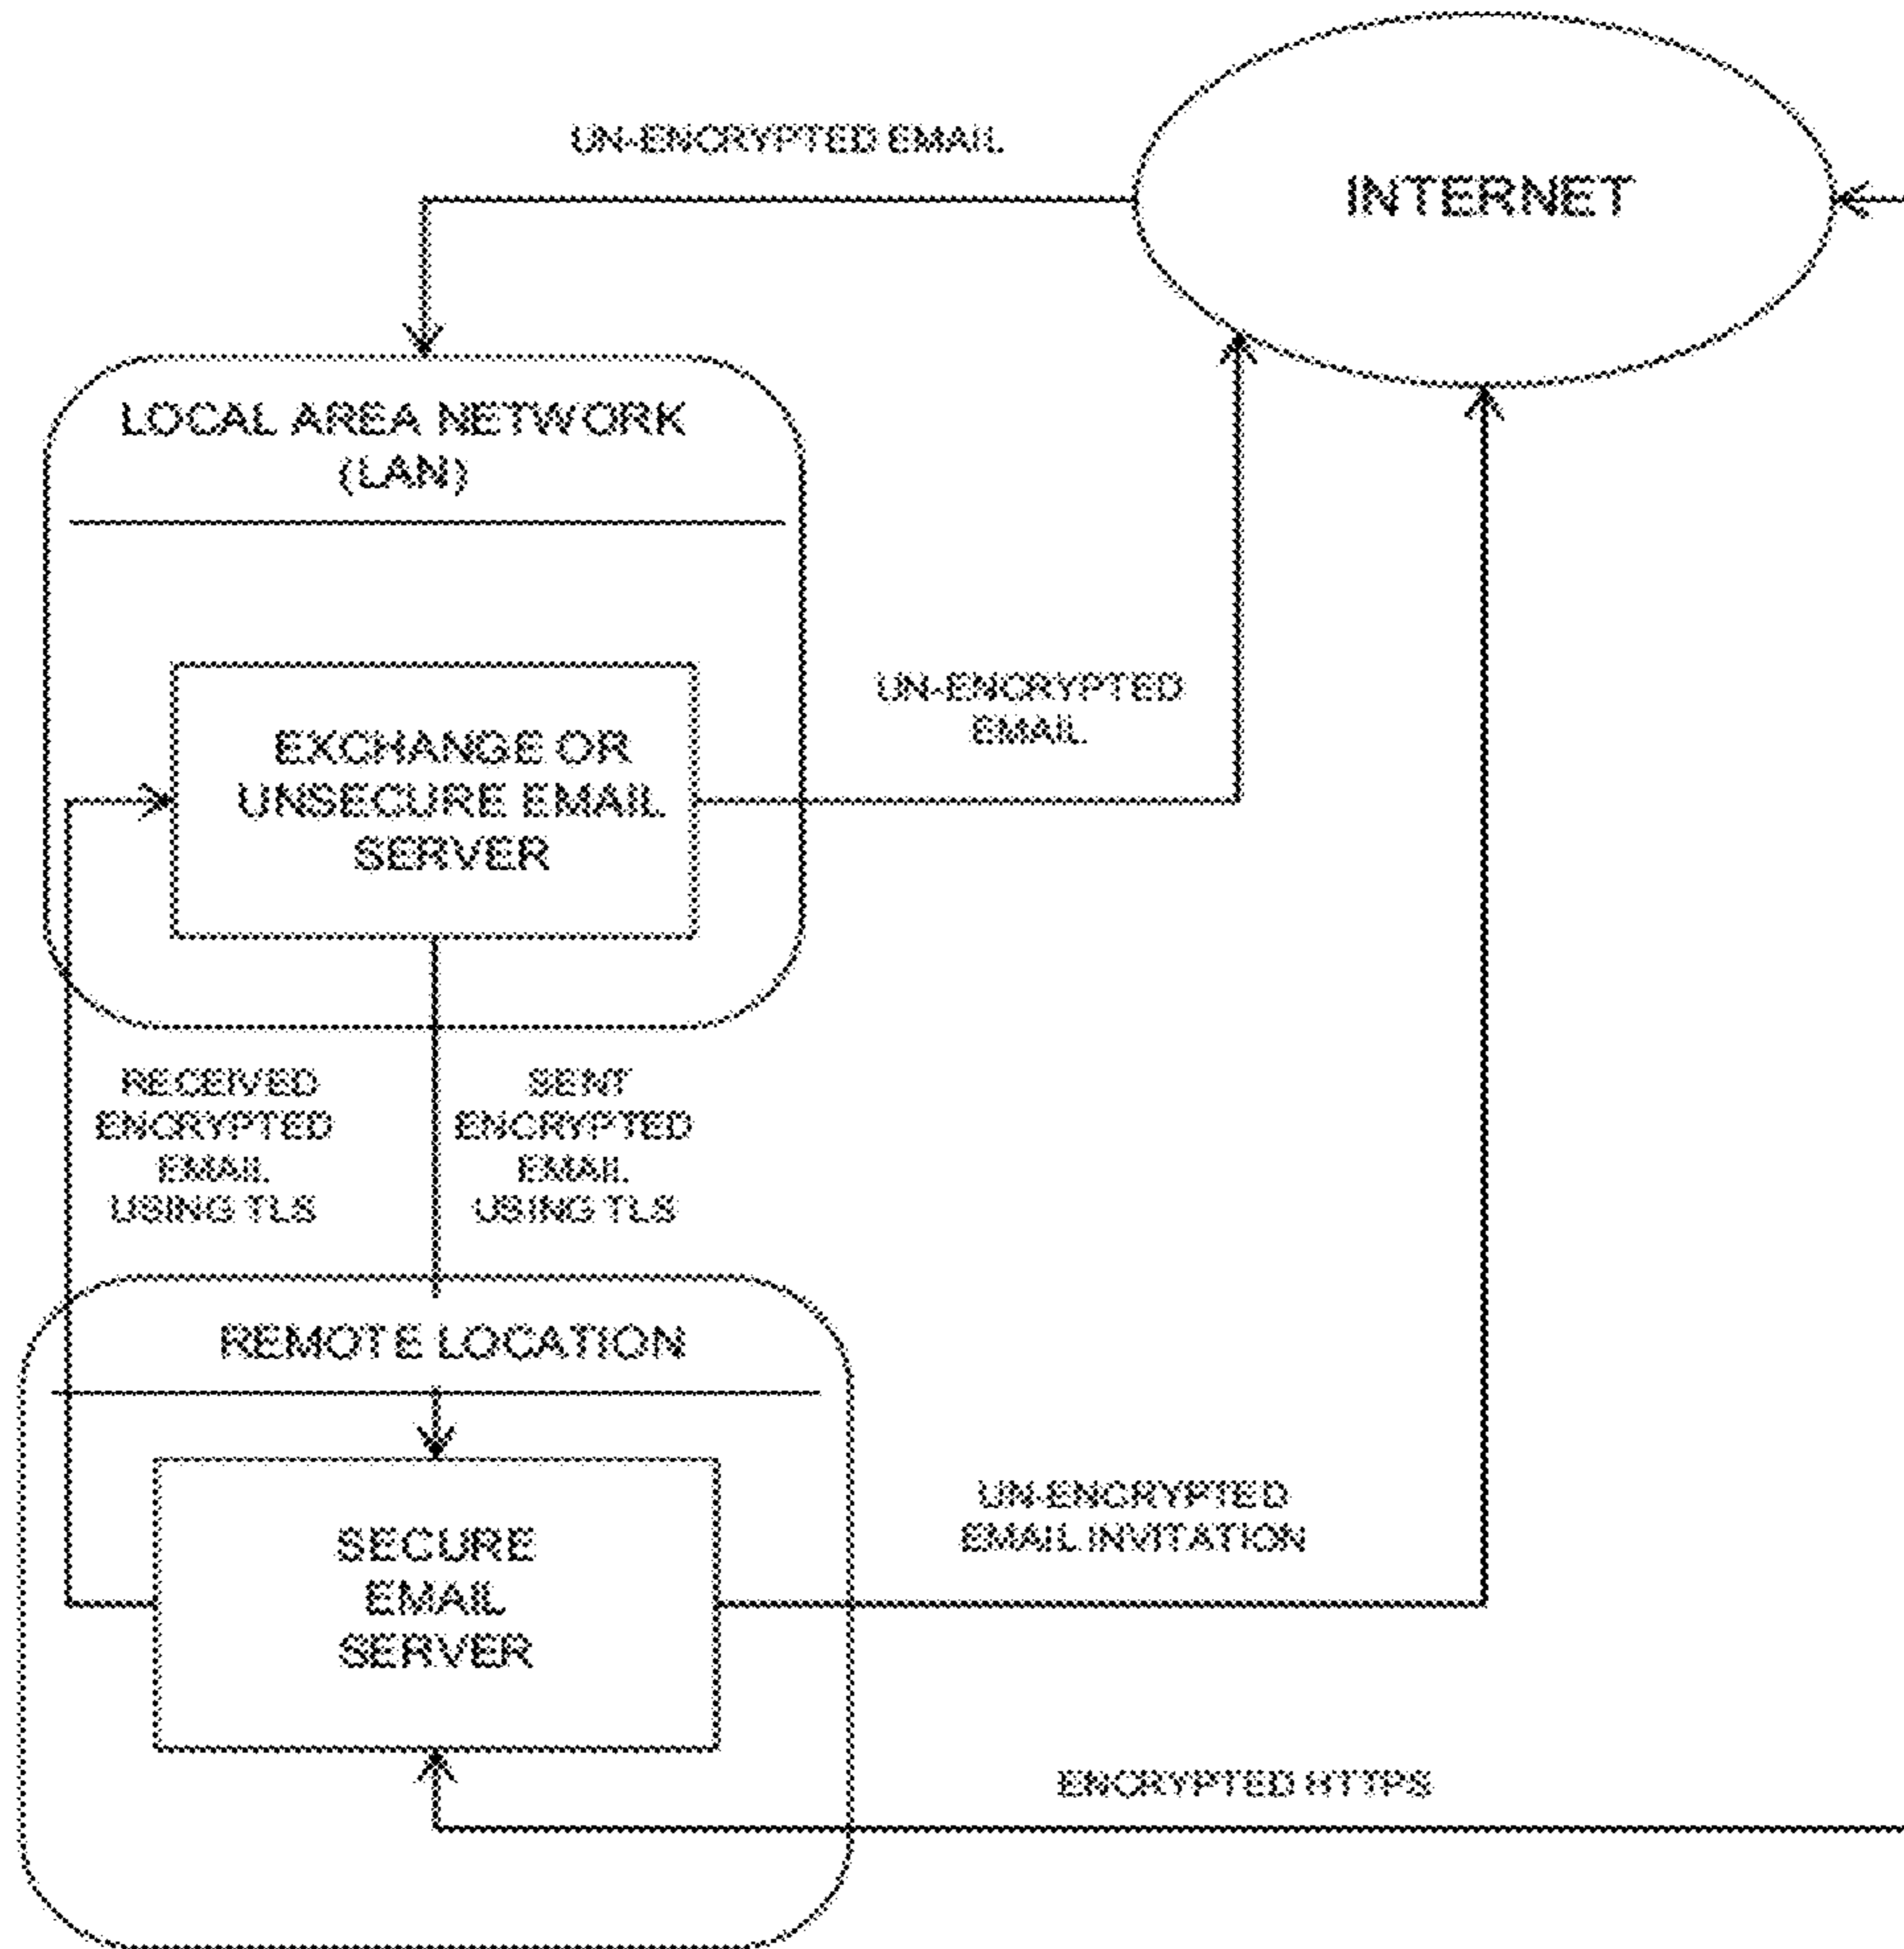 UN-ENCRYPTED EMAIL
INTERNET
LOCAL AREA NETWORK
(LAN)
UN-ENCRYPTED
EMAIL
EXCHANGE OR
UNSECURE EMAIL
SERVER
RECEIVED
ENCRYPTED
EMAIL
USING TLS
SENT
ENCRYPTED
EMAIL
USING TLS
REMOTE LOCATION
UN-ENCRYPTED
EMAIL INVITATION
SECURE
EMAIL
SERVER
ENCRYPTED HTTPS